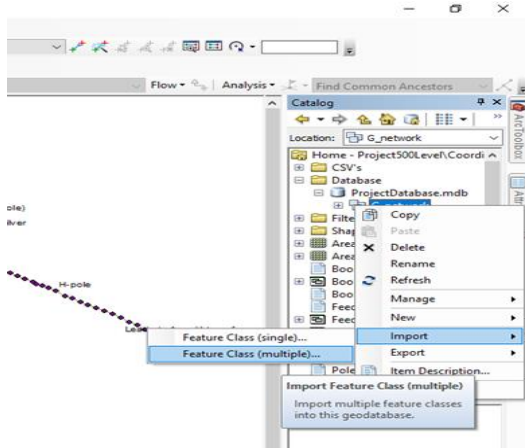 Flow
Analysis
Find Common Ancestors
Catalog
Location: G_network
Home - Project500Level\Coordi
CSV's
Database
ProjectDatabase.mdb
G_network
Filte
Shap
Area
Area
Boo
Boo
Boo
Feed
Feed
Pole
Copy
Paste
Delete
Rename
Refresh
Manage
New
Import
Export
Item Description...
Feature Class (single)...
Feature Class (multiple)...
Import Feature Class (multiple)
Import multiple feature classes
into this geodatabase.
ole)
H-pole
ArcToolbox